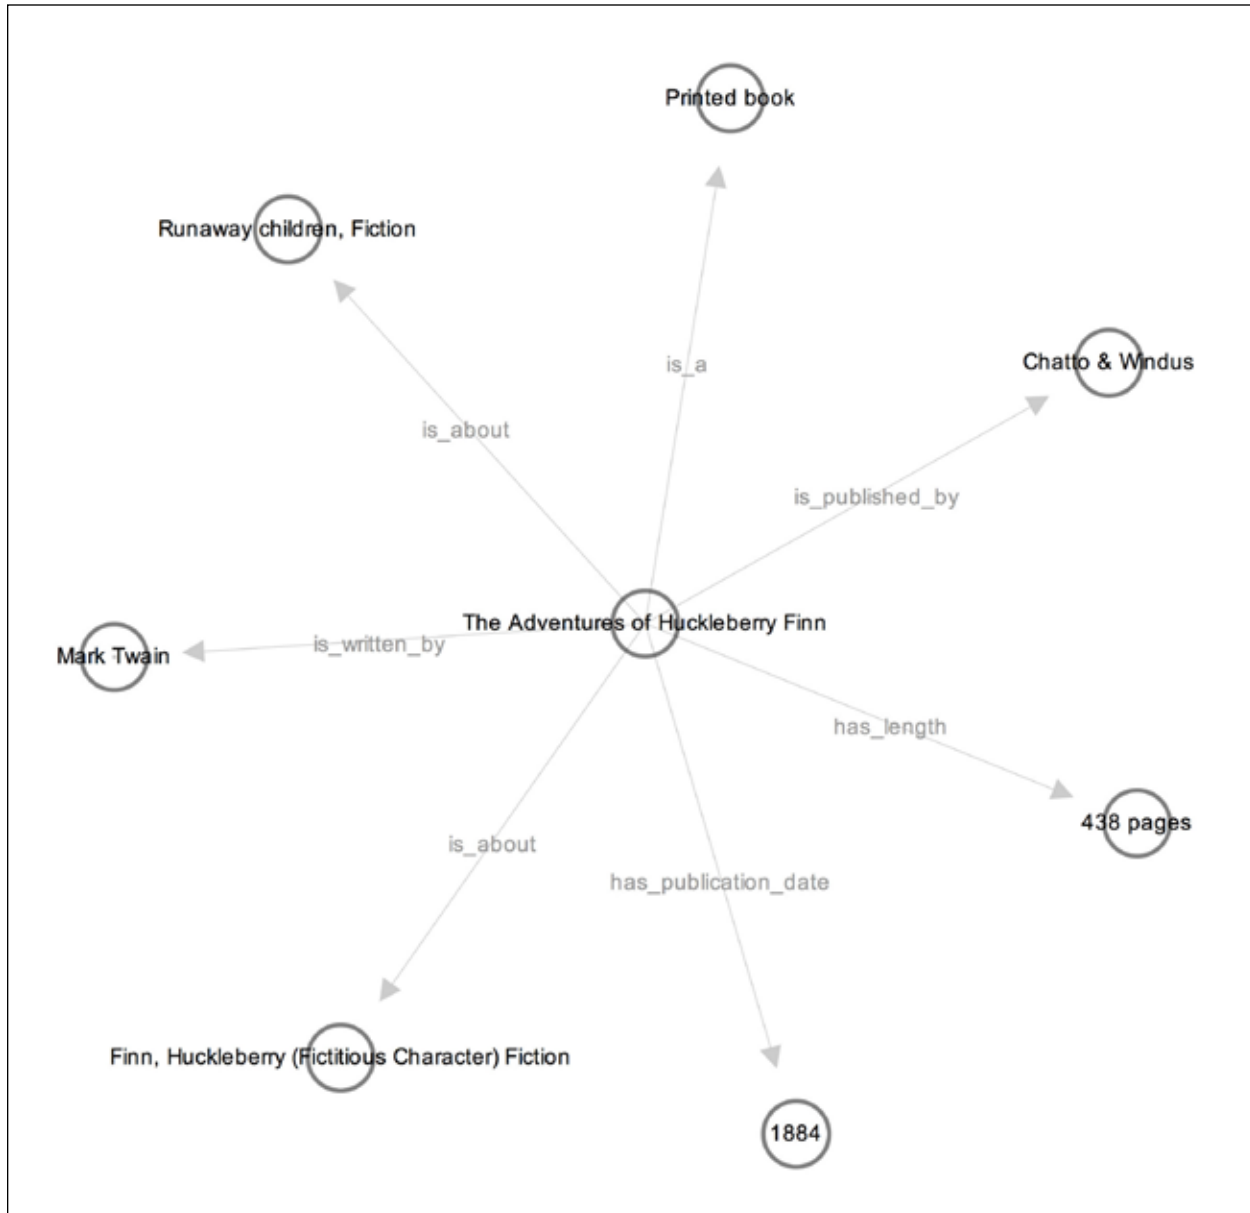 Printed book
Runaway children, Fiction
Chatto & Windus
is_a
is_about
is_published_by
The Adventures of Huckleberry Finn
is_written_by
Mark Twain
has_length
438 pages
is_about
has_publication_date
Finn, Huckleberry (Fictitious Character) Fiction
1884